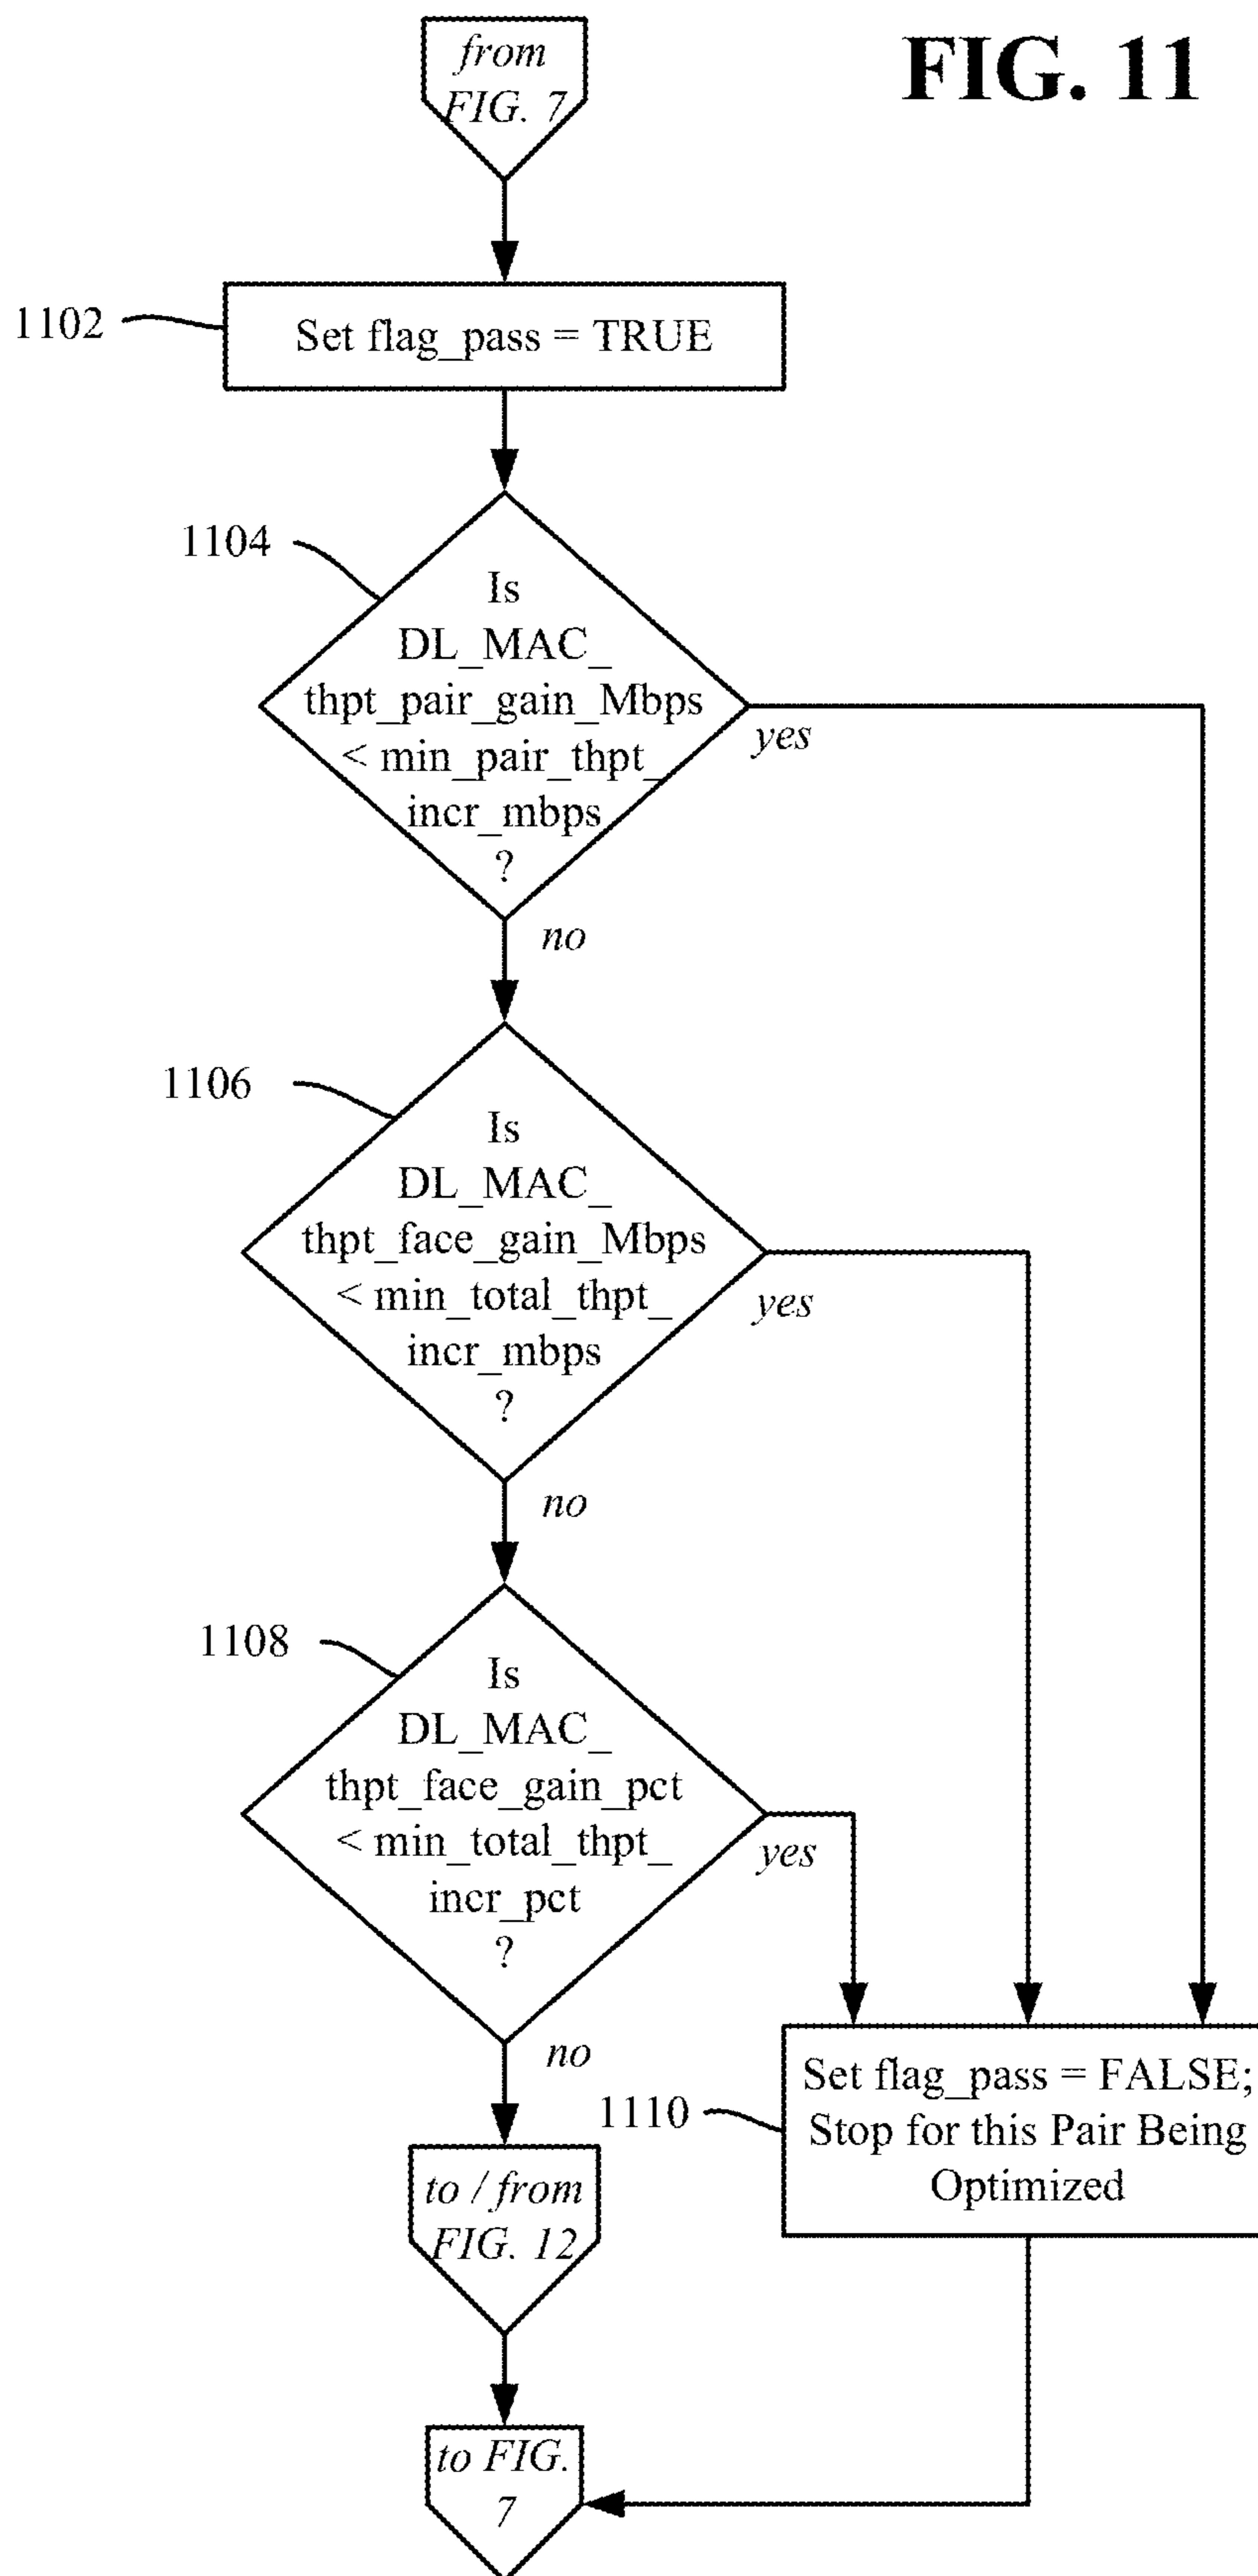 FIG. 11
from
FIG. 7
1102
Set flag_pass = TRUE
1104
Is
DL_MAC_
thpt_pair_gain_Mbps
< min_pair_thpt_
incr_mbps
?
yes
no
1106
Is
DL_MAC_
thpt_face_gain_Mbps
< min_total_thpt_
incr_mbps
?
yes
no
1108
Is
DL_MAC_
thpt_face_gain_pct
< min_total_thpt_
incr_pct
?
yes
no
1110
Set flag_pass = FALSE;
Stop for this Pair Being
Optimized
to / from
FIG. 12
to FIG.
7